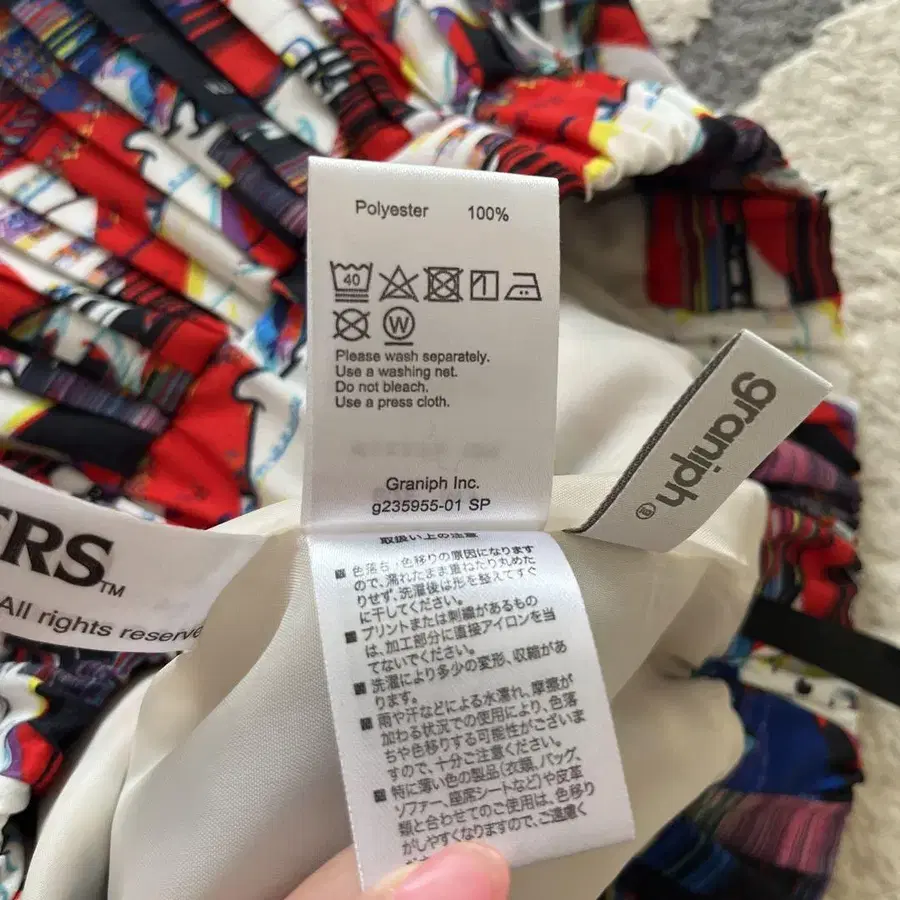 Polyester 100%
40
W
Please wash separately.
Use a washing net.
Do not bleach.
Use a press cloth.
Graniph Inc.
g235955-01 SP
graniph
ERS™
All rights reserve
取扱い上の注意
■ 色落ち:色移りの原因になります
ので、濡れたまま重ねたり丸めた
りせず、洗濯後は形を整えてすぐ
に干してください。
■ プリントまたは刺繍があるもの
は、加工部分に直接アイロンを当
てないでください。
■ 洗濯により多少の変形、収縮があ
ります。
■ 雨や汗などによる水濡れ、摩擦が
加わる状況での使用により、色落
ちや色移りする可能性がございま
すので、十分ご注意ください。
■ 特に薄い色の製品(衣類、バッグ、
ソファー、座席シートなど)や皮革
類と合わせてのご使用は、色移り
がしやすくなりますので、ご遠慮く